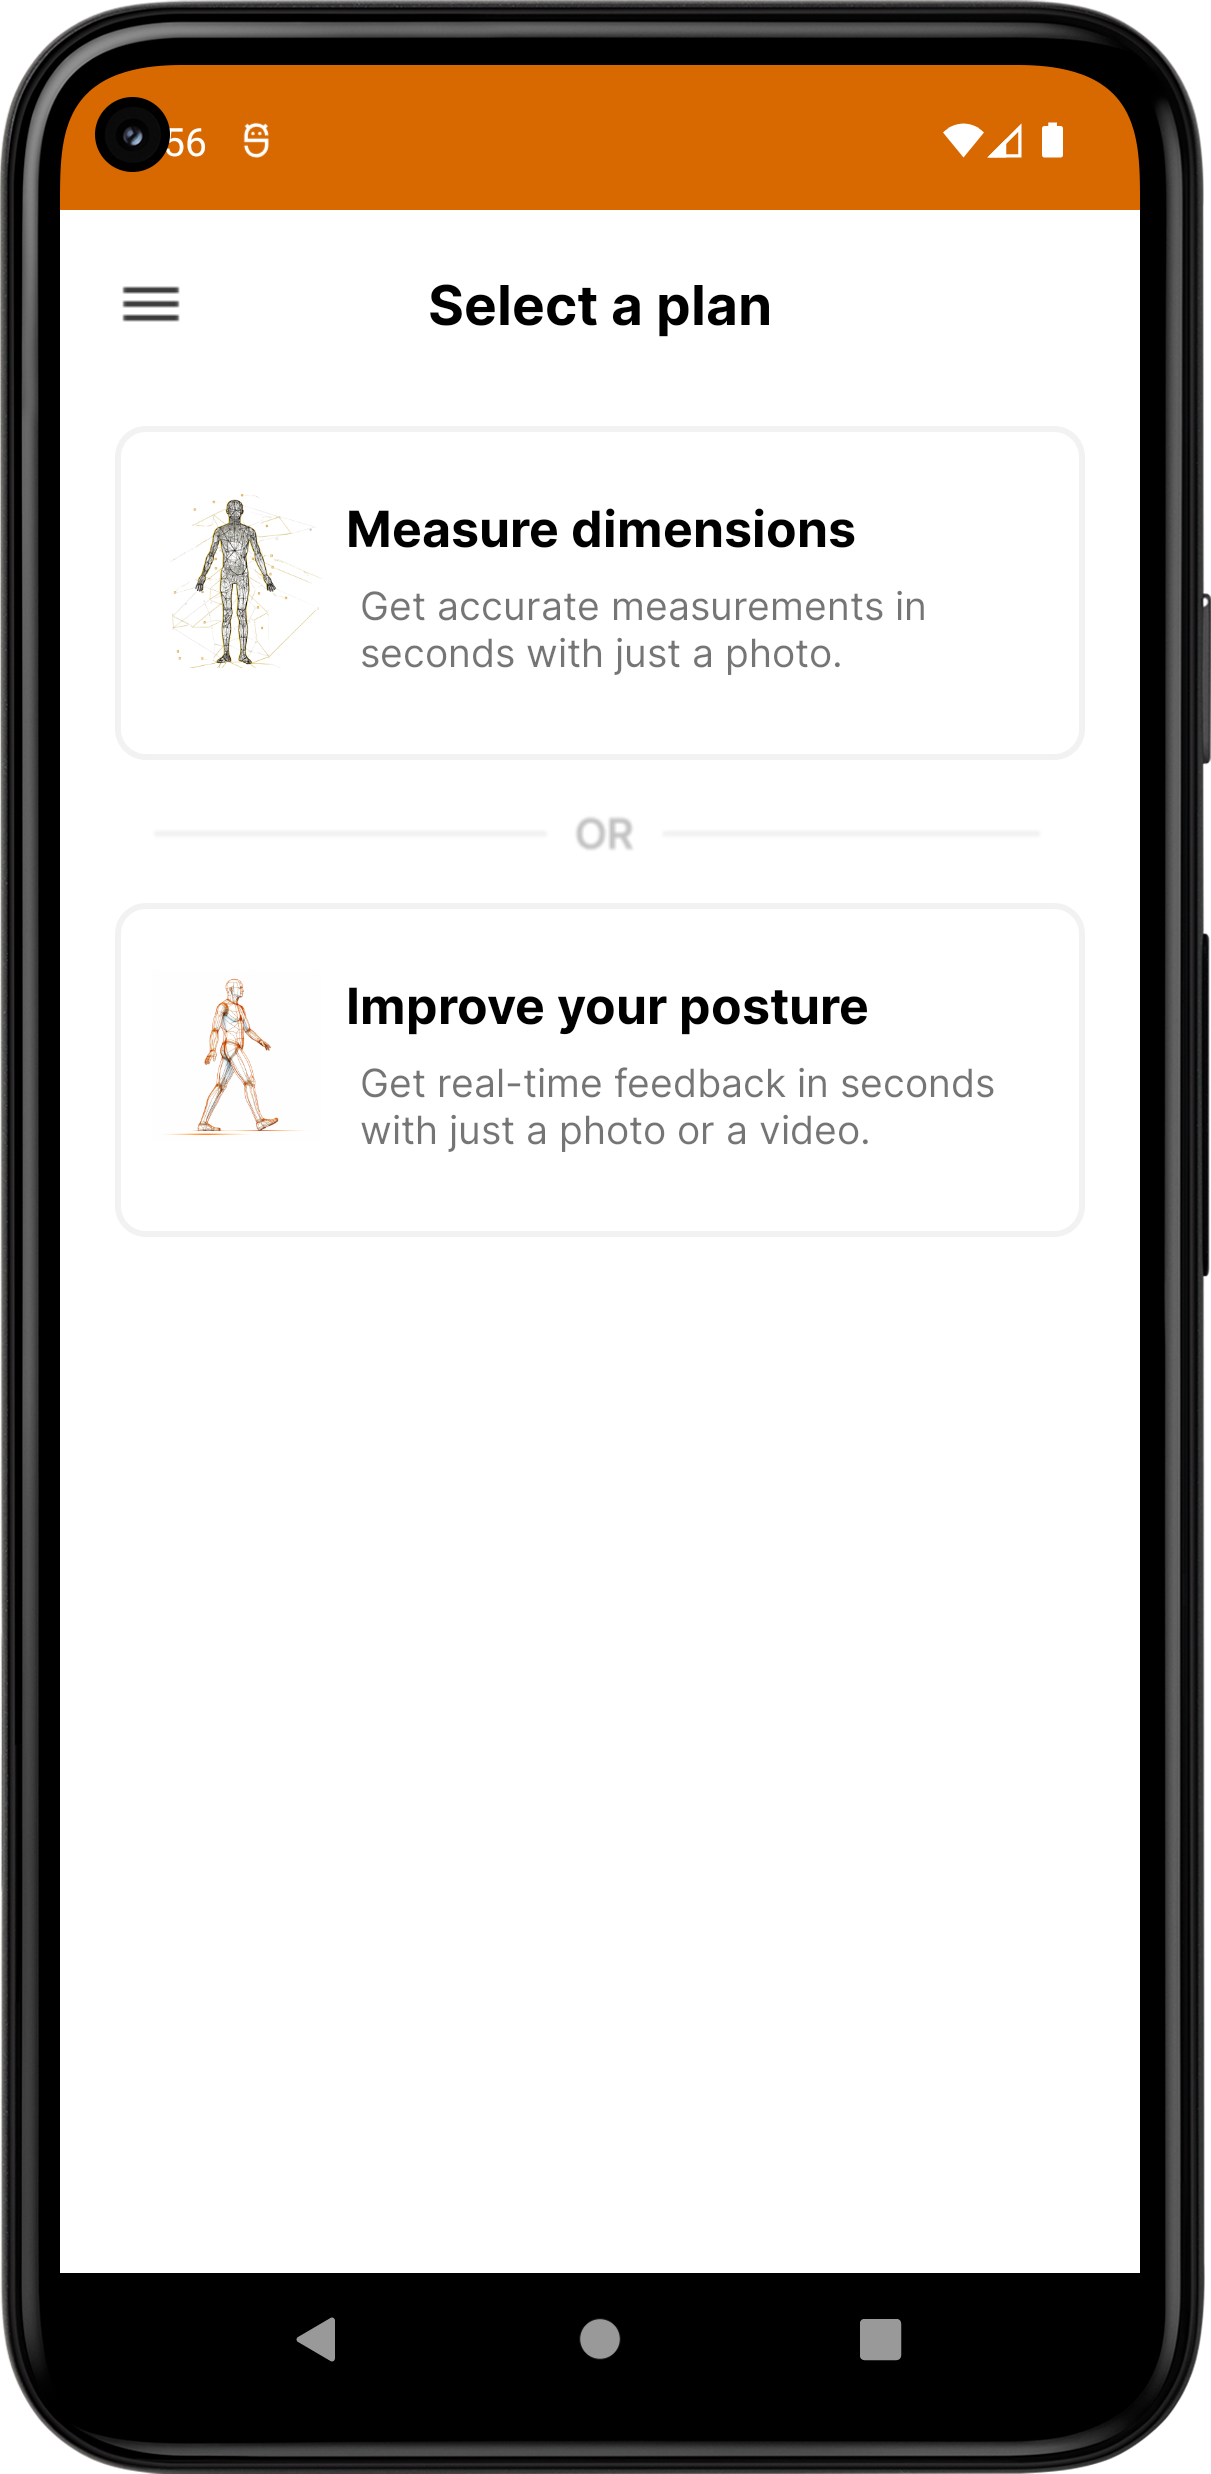 56
Select a plan
Measure dimensions
Get accurate measurements in
seconds with just a photo.
OR
Improve your posture
Get real-time feedback in seconds
with just a photo or a video.